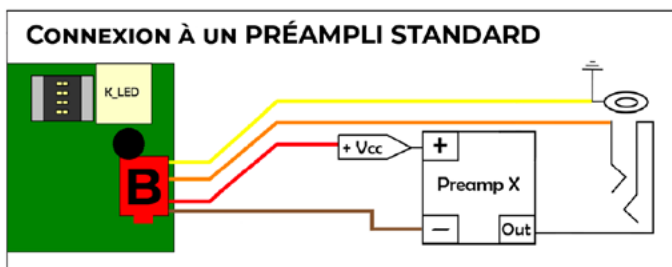 CONNEXION À UN PRÉAMPLI STANDARD
K_LED
B
+ Vcc
+
Preamp X
−
Out